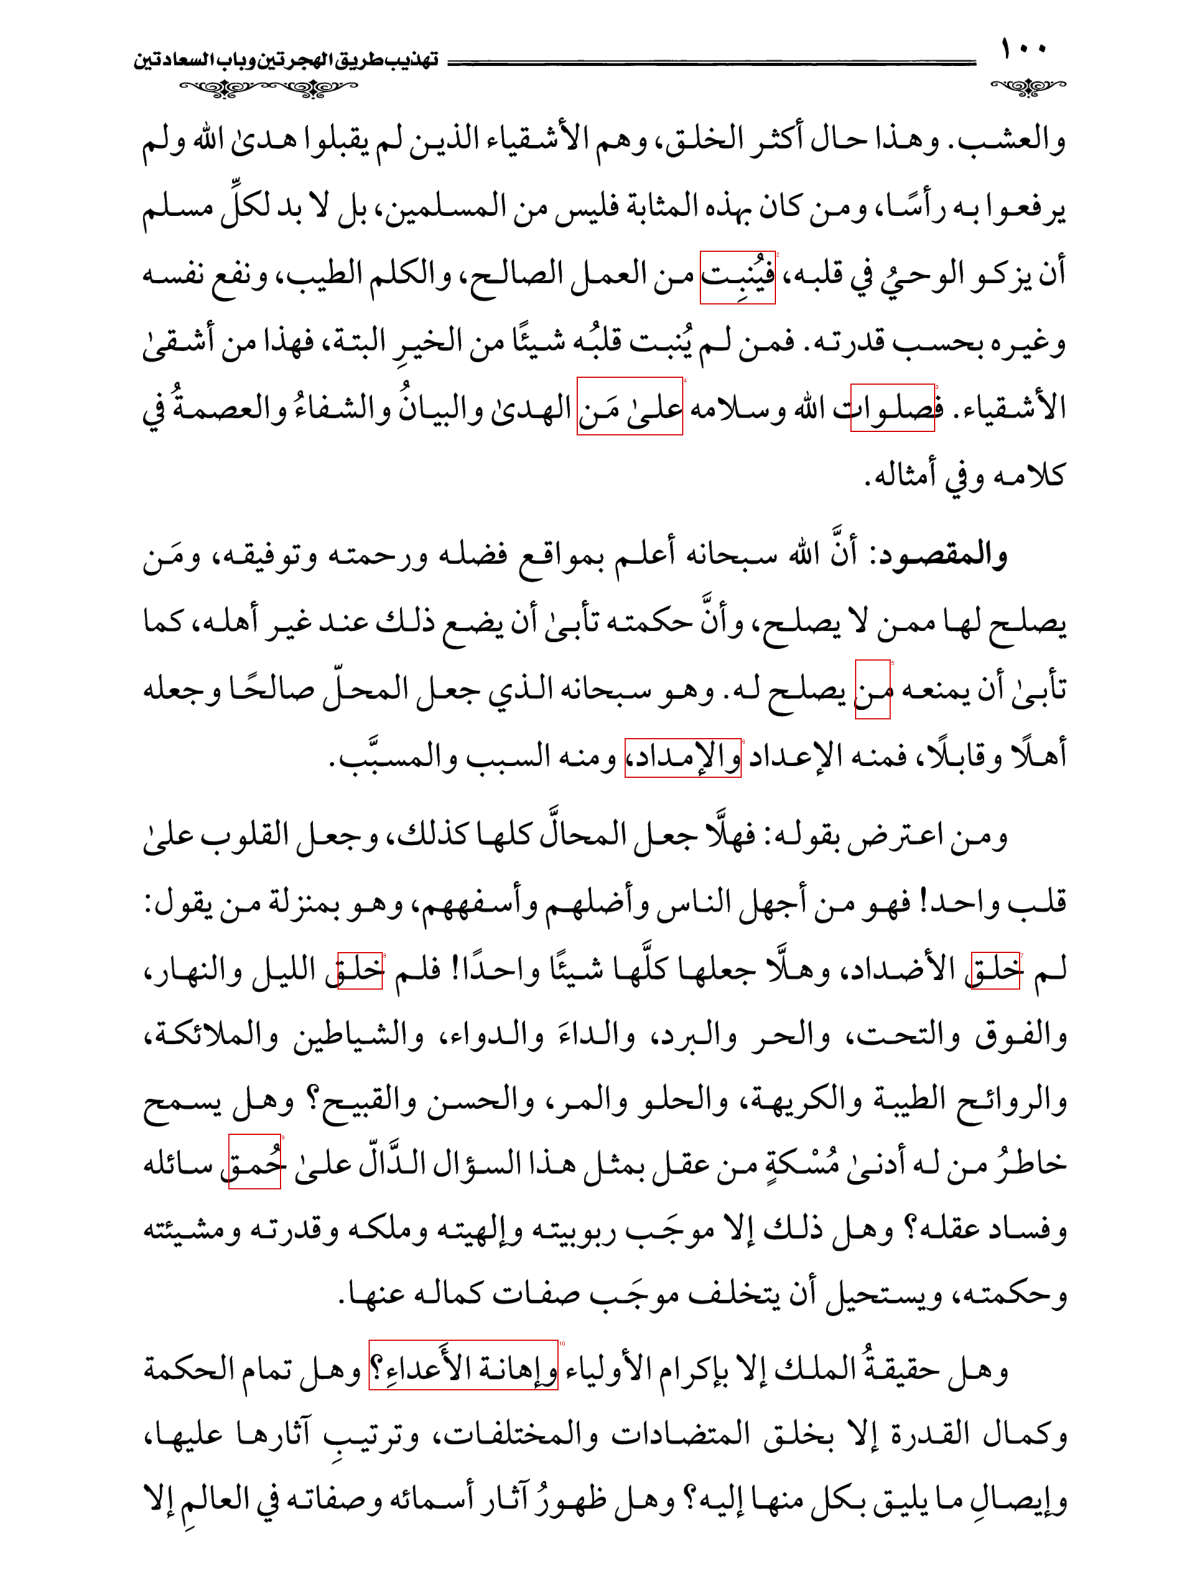 ١٠٠
تهذيب طريق الهجرتين وباب السعادتين
والعشب. وهذا حال أكثر الخلق، وهم الأشقياء الذين لم يقبلوا هدىٰ الله ولم
يرفعوا به رأسًا، ومن كان بهذه المثابة فليس من المسلمين، بل لا بد لكلِّ مسلم
أن يزكو الوحيُ في قلبه، فيُنبِت من العمل الصالح، والكلم الطيب، ونفع نفسه
وغيره بحسب قدرته. فمن لم يُنبت قلبُه شيئًا من الخيرِ البتة، فهذا من أشقىٰ
الأشقياء. فصلوات الله وسلامه علىٰ مَن الهدىٰ والبيانُ والشفاءُ والعصمةُ في
كلامه وفي أمثاله.
والمقصود: أنَّ الله سبحانه أعلم بمواقع فضله ورحمته وتوفيقه، ومَن
يصلح لها ممن لا يصلح، وأنَّ حكمته تأبىٰ أن يضع ذلك عند غير أهله، كما
تأبىٰ أن يمنعه من يصلح له. وهو سبحانه الذي جعل المحلّ صالحًا وجعله
أهلًا وقابلًا، فمنه الإعداد والإمداد، ومنه السبب والمسبَّب.
ومن اعترض بقوله: فهلَّا جعل المحالَّ كلها كذلك، وجعل القلوب علىٰ
قلب واحد! فهو من أجهل الناس وأضلهم وأسفههم، وهو بمنزلة من يقول:
لم خلق الأضداد، وهلَّا جعلها كلَّها شيئًا واحدًا! فلم خلق الليل والنهار،
والفوق والتحت، والحر والبرد، والداءَ والدواء، والشياطين والملائكة،
والروائح الطيبة والكريهة، والحلو والمر، والحسن والقبيح؟ وهل يسمح
خاطرُ من له أدنىٰ مُسْكةٍ من عقل بمثل هذا السؤال الدَّالّ علىٰ حُمق سائله
وفساد عقله؟ وهل ذلك إلا موجَب ربوبيته وإلهيته وملكه وقدرته ومشيئته
وحكمته، ويستحيل أن يتخلف موجَب صفات كماله عنها.
وهل حقيقةُ الملك إلا بإكرام الأولياء وإهانة الأَعداءِ؟ وهل تمام الحكمة
وكمال القدرة إلا بخلق المتضادات والمختلفات، وترتيبِ آثارها عليها،
وإيصالِ ما يليق بكل منها إليه؟ وهل ظهورُ آثار أسمائه وصفاته في العالمِ إلا